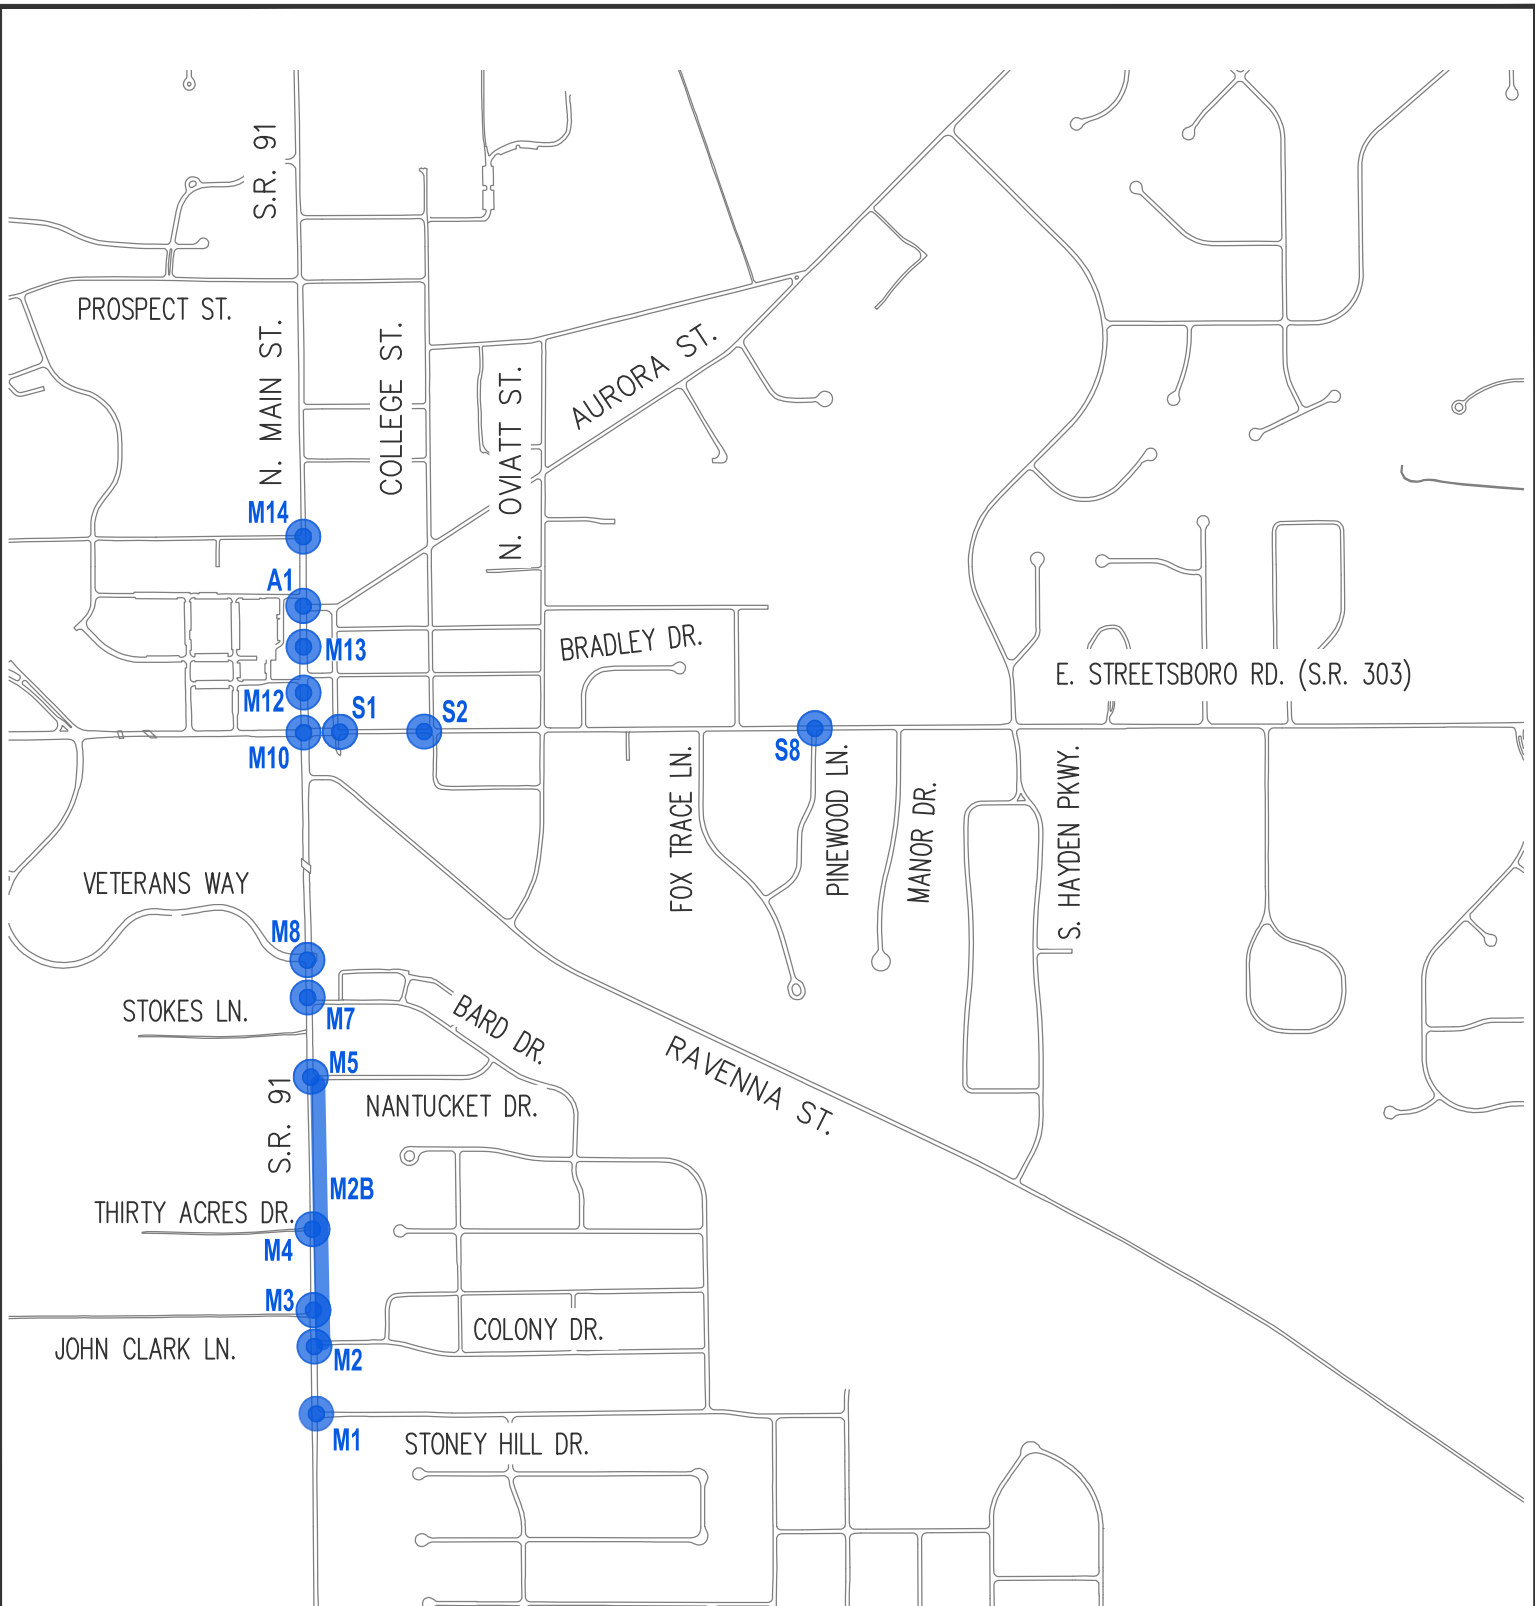 S.R. 91
PROSPECT ST.
N. MAIN ST.
COLLEGE ST.
N. OVIATT ST.
AURORA ST.
M14
A1
M13
BRADLEY DR.
E. STREETSBORO RD. (S.R. 303)
M12
S1
S2
M10
S8
FOX TRACE LN.
PINEWOOD LN.
MANOR DR.
S. HAYDEN PKWY.
VETERANS WAY
M8
STOKES LN.
M7
BARD DR.
RAVENNA ST.
M5
S.R. 91
NANTUCKET DR.
M2B
THIRTY ACRES DR.
M4
M3
COLONY DR.
JOHN CLARK LN.
M2
M1
STONEY HILL DR.